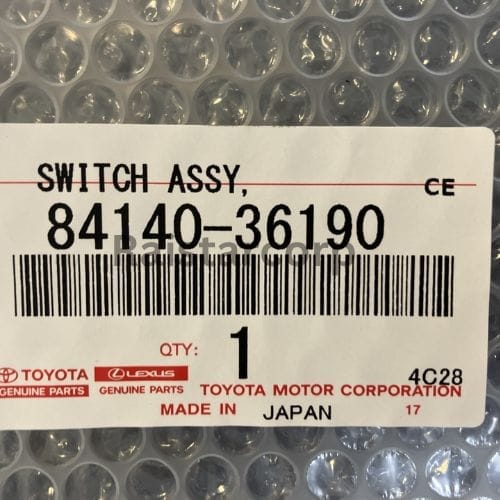 SWITCH ASSY, CE
84140-36190
Raistarcorp
QTY: 1
TOYOTA LEXUS 4C28
GENUINE PARTS GENUINE PARTS TOYOTA MOTOR CORPORATION
MADE IN JAPAN 17